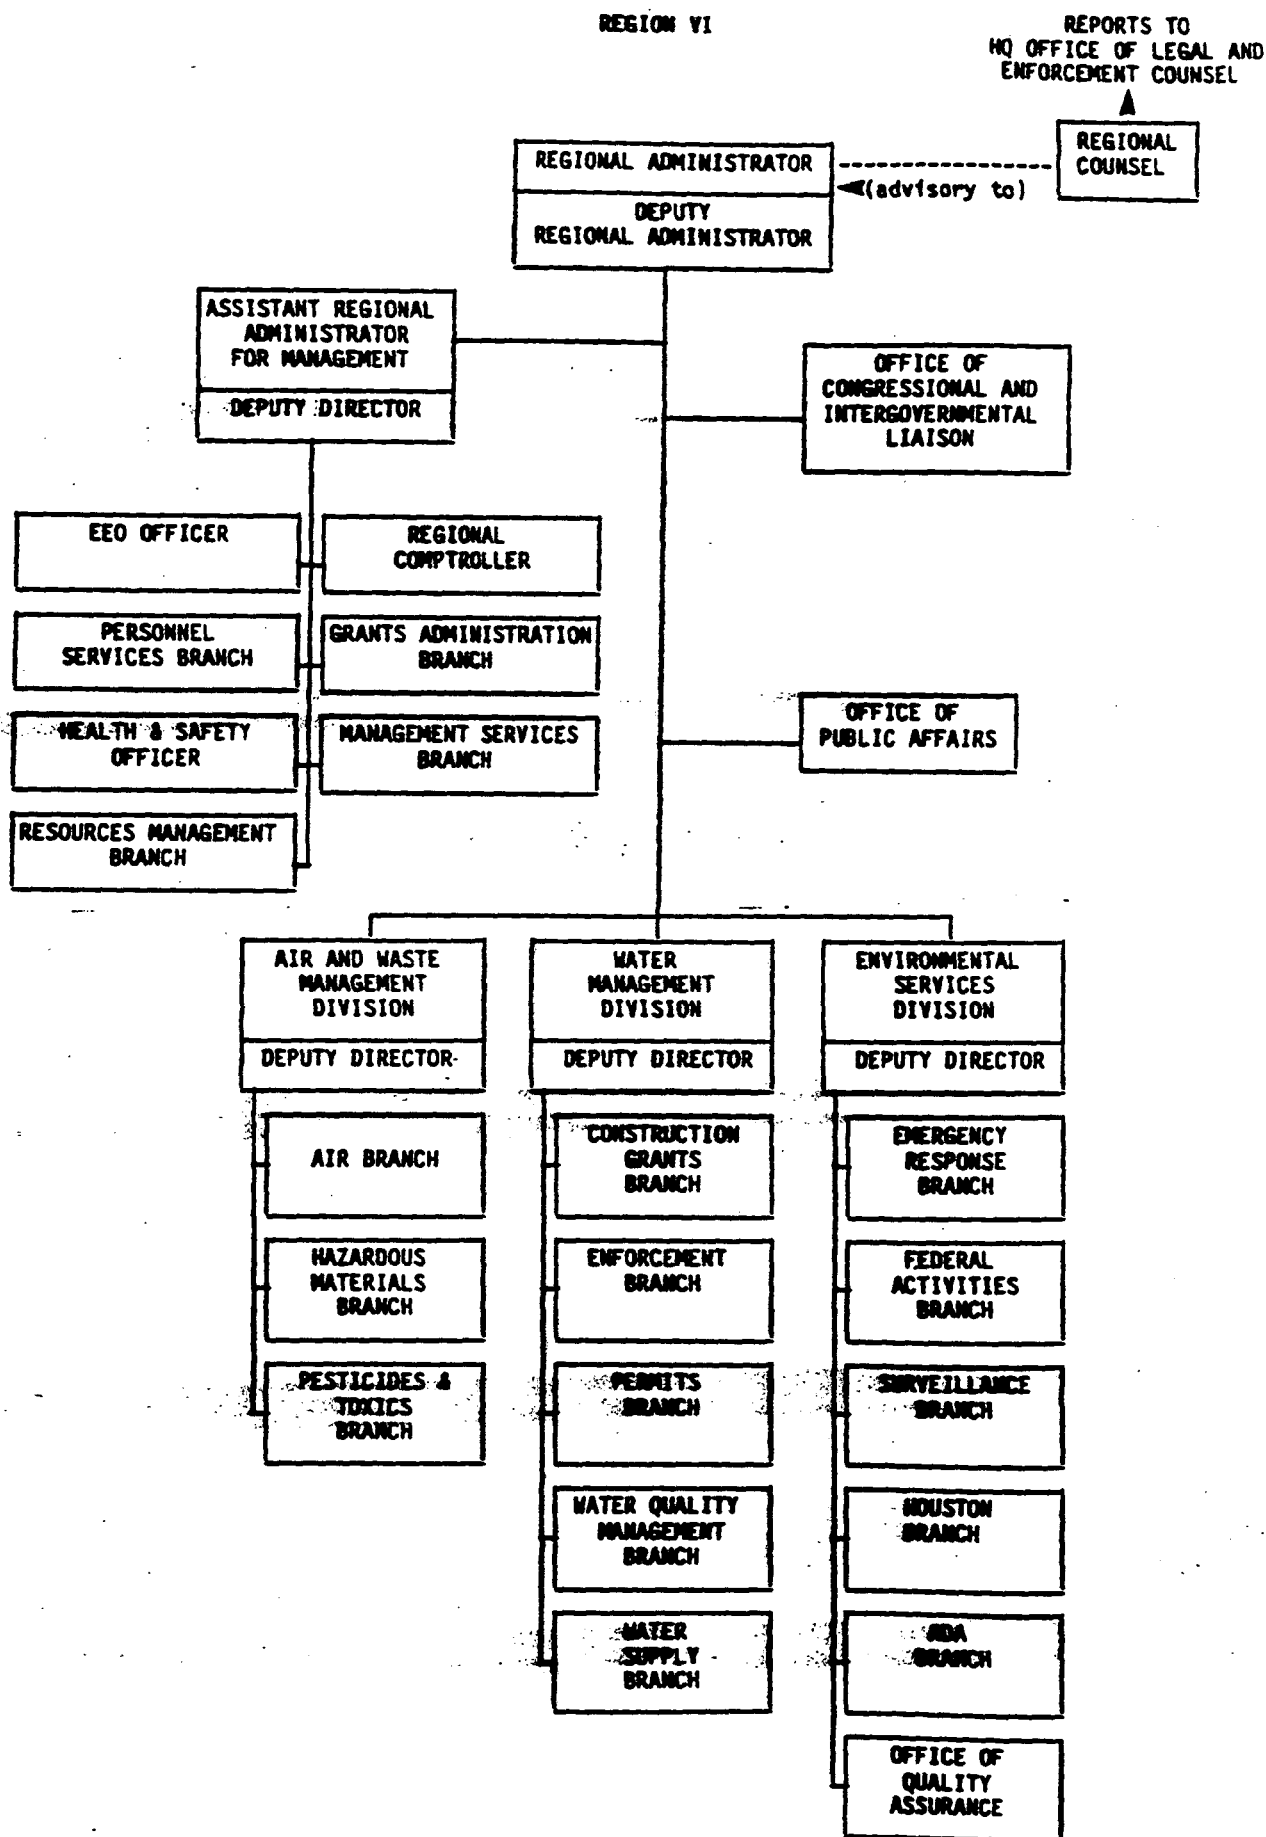 REGION VI
REPORTS TO
HQ OFFICE OF LEGAL AND
ENFORCEMENT COUNSEL
REGIONAL
COUNSEL
REGIONAL ADMINISTRATOR
(advisory to)
DEPUTY
REGIONAL ADMINISTRATOR
ASSISTANT REGIONAL
ADMINISTRATOR
FOR MANAGEMENT
DEPUTY DIRECTOR
OFFICE OF
CONGRESSIONAL AND
INTERGOVERNMENTAL
LIAISON
EEO OFFICER
REGIONAL
COMPTROLLER
PERSONNEL
SERVICES BRANCH
GRANTS ADMINISTRATION
BRANCH
HEALTH & SAFETY
OFFICER
MANAGEMENT SERVICES
BRANCH
RESOURCES MANAGEMENT
BRANCH
OFFICE OF
PUBLIC AFFAIRS
AIR AND WASTE
MANAGEMENT
DIVISION
DEPUTY DIRECTOR
AIR BRANCH
HAZARDOUS
MATERIALS
BRANCH
PESTICIDES &
TOXICS
BRANCH
WATER
MANAGEMENT
DIVISION
DEPUTY DIRECTOR
CONSTRUCTION
GRANTS
BRANCH
ENFORCEMENT
BRANCH
PERMITS
BRANCH
WATER QUALITY
MANAGEMENT
BRANCH
WATER
SUPPLY
BRANCH
ENVIRONMENTAL
SERVICES
DIVISION
DEPUTY DIRECTOR
EMERGENCY
RESPONSE
BRANCH
FEDERAL
ACTIVITIES
BRANCH
SURVEILLANCE
BRANCH
HOUSTON
BRANCH
ADA
BRANCH
OFFICE OF
QUALITY
ASSURANCE